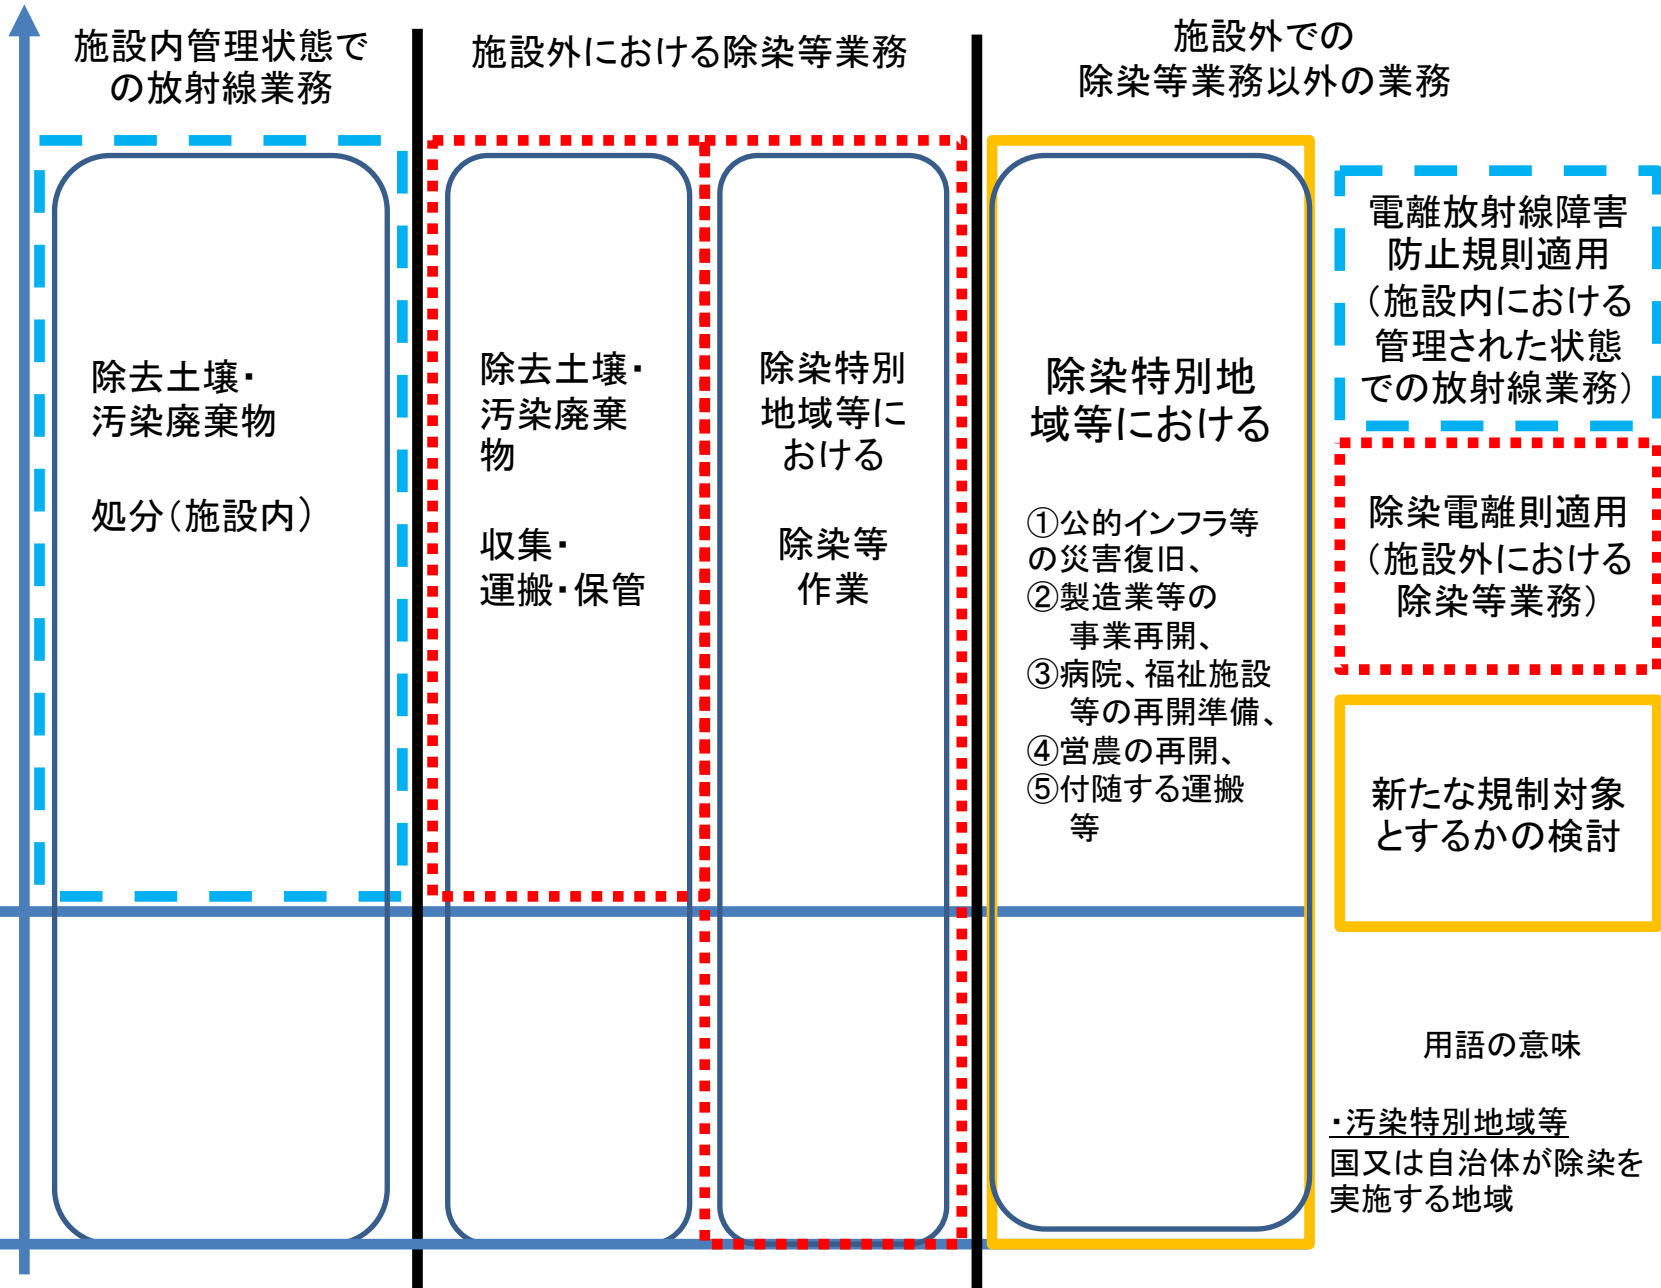 施設内管理状態で
の放射線業務
施設外における除染等業務
施設外での
除染等業務以外の業務
除去土壌・
汚染廃棄物
処分（施設内）
除去土壌・
汚染廃棄
物
収集・
運搬・保管
除染特別
地域等に
おける
除染等
作業
除染特別地
域等における
①公的インフラ等
の災害復旧、
②製造業等の
事業再開、
③病院、福祉施設
等の再開準備、
④営農の再開、
⑤付随する運搬
等
電離放射線障害
防止規則適用
（施設内における
管理された状態
での放射線業務）
除染電離則適用
（施設外における
除染等業務）
新たな規制対象
とするかの検討
用語の意味
・汚染特別地域等
国又は自治体が除染を
実施する地域